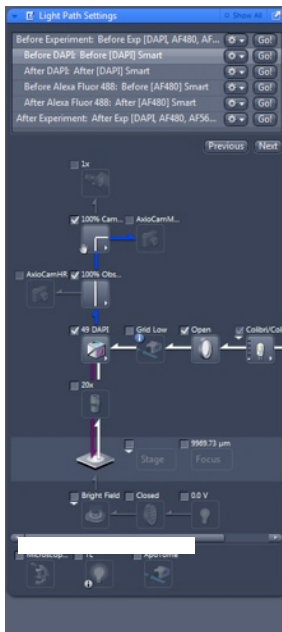 Light Path Settings Show All
Before Experiment: Before Exp [DAPI, AF480, AF... Go!
Before DAPI: Before [DAPI] Smart Go!
After DAPI: After [DAPI] Smart Go!
Before Alexa Fluor 488: Before [AF480] Smart Go!
After Alexa Fluor 488: After [AF480] Smart Go!
After Experiment: After Exp [DAPI, AF480, AF56... Go!
Previous Next
1x
100% Cam... AxioCamM...
AxioCamHR 100% Obs...
49 DAPI Grid Low Open Colibri/Col
20x
9969.73 µm
Stage Focus
Bright Field Closed 0.0 V
Microscop... TL ApoTome